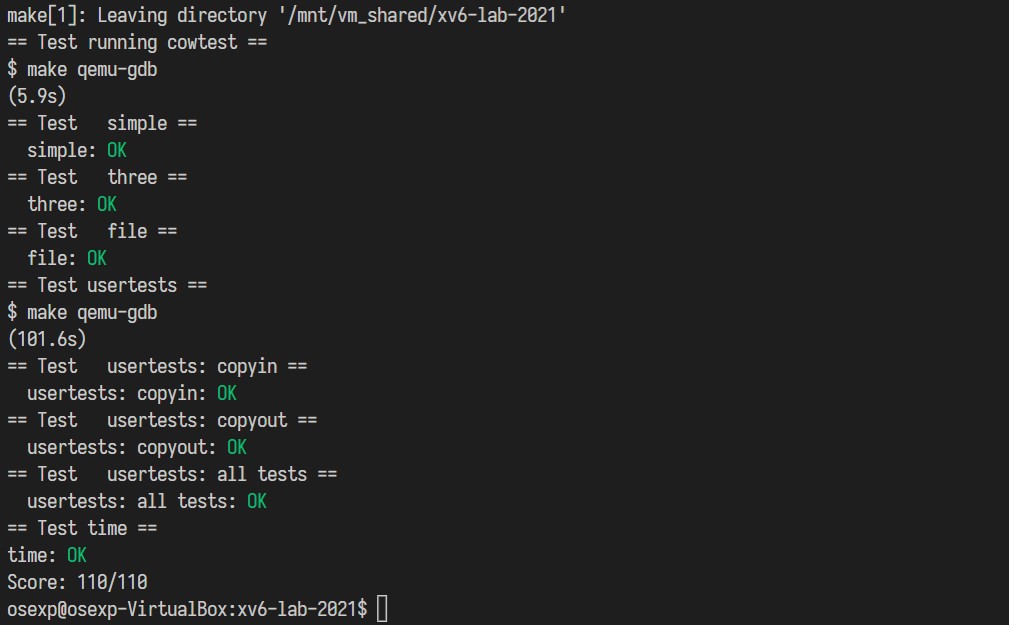 make[1]: Leaving directory '/mnt/vm_shared/xv6-lab-2021'
== Test running cowtest ==
$ make qemu-gdb
(5.9s)
== Test   simple ==
  simple: OK
== Test   three ==
  three: OK
== Test   file ==
  file: OK
== Test usertests ==
$ make qemu-gdb
(101.6s)
== Test   usertests: copyin ==
  usertests: copyin: OK
== Test   usertests: copyout ==
  usertests: copyout: OK
== Test   usertests: all tests ==
  usertests: all tests: OK
== Test time ==
time: OK
Score: 110/110
osexp@osexp-VirtualBox:xv6-lab-2021$